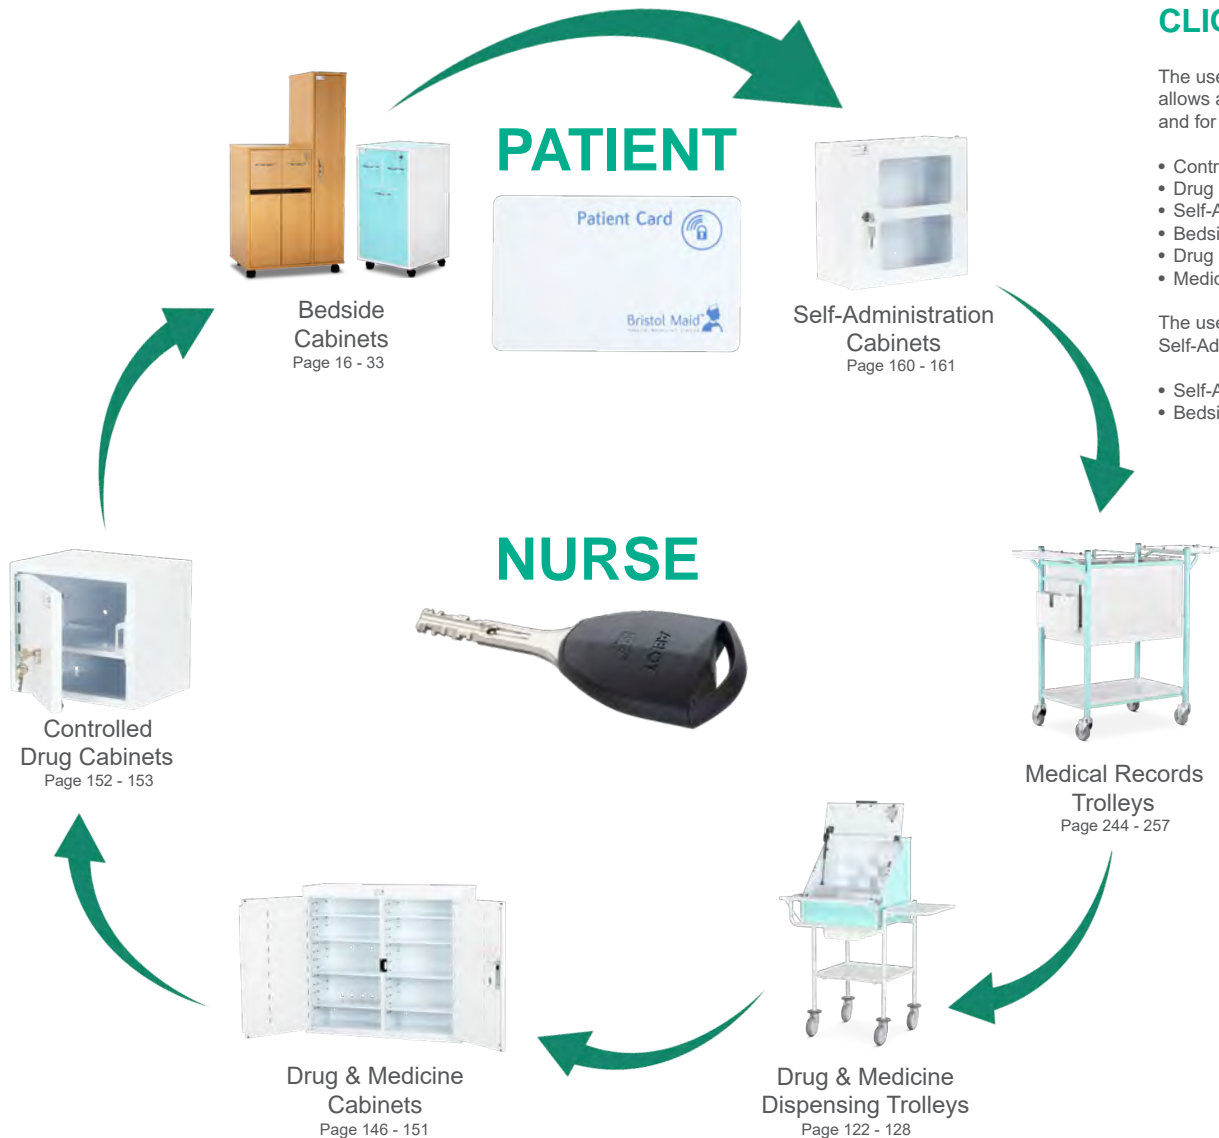 CLIC
The use
allows a
and for
• Contr
• Drug
• Self-A
• Bedsi
• Drug
• Medic
The use
Self-Ad
• Self-A
• Bedsi
PATIENT
Patient Card
Bristol Maid
Bedside
Cabinets
Page 16 - 33
Self-Administration
Cabinets
Page 160 - 161
NURSE
ABLOY
Controlled
Drug Cabinets
Page 152 - 153
Medical Records
Trolleys
Page 244 - 257
Drug & Medicine
Cabinets
Page 146 - 151
Drug & Medicine
Dispensing Trolleys
Page 122 - 128